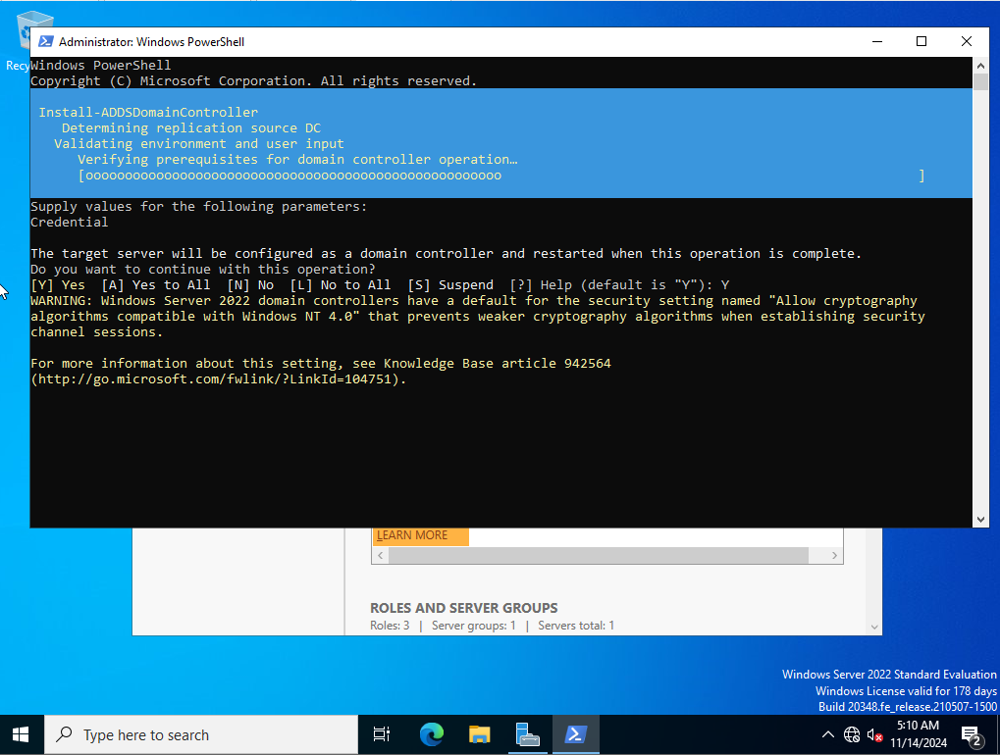 Recy
Administrator: Windows PowerShell
Windows PowerShell
Copyright (C) Microsoft Corporation. All rights reserved.
Install-ADDSDomainController
Determining replication source DC
Validating environment and user input
Verifying prerequisites for domain controller operation…
[ooooooooooooooooooooooooooooooooooooooooooooooooooooo ]
Supply values for the following parameters:
Credential
The target server will be configured as a domain controller and restarted when this operation is complete.
Do you want to continue with this operation?
[Y] Yes  [A] Yes to All  [N] No  [L] No to All  [S] Suspend  [?] Help (default is "Y"): Y
WARNING: Windows Server 2022 domain controllers have a default for the security setting named "Allow cryptography
algorithms compatible with Windows NT 4.0" that prevents weaker cryptography algorithms when establishing security
channel sessions.
For more information about this setting, see Knowledge Base article 942564
(http://go.microsoft.com/fwlink/?LinkId=104751).
LEARN MORE
ROLES AND SERVER GROUPS
Roles: 3 | Server groups: 1 | Servers total: 1
Windows Server 2022 Standard Evaluation
Windows License valid for 178 days
Build 20348.fe_release.210507-1500
Type here to search
5:10 AM
11/14/2024
2